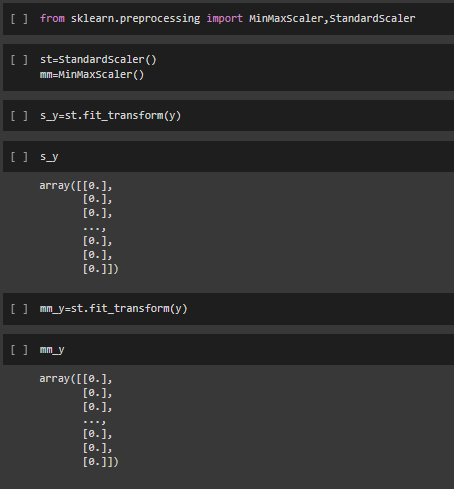 [ ] from sklearn.preprocessing import MinMaxScaler,StandardScaler
[ ] st=StandardScaler()
mm=MinMaxScaler()
[ ] s_y=st.fit_transform(y)
[ ] s_y
array([[0.],
[0.],
[0.],
...,
[0.],
[0.],
[0.]])
[ ] mm_y=st.fit_transform(y)
[ ] mm_y
array([[0.],
[0.],
[0.],
...,
[0.],
[0.],
[0.]])